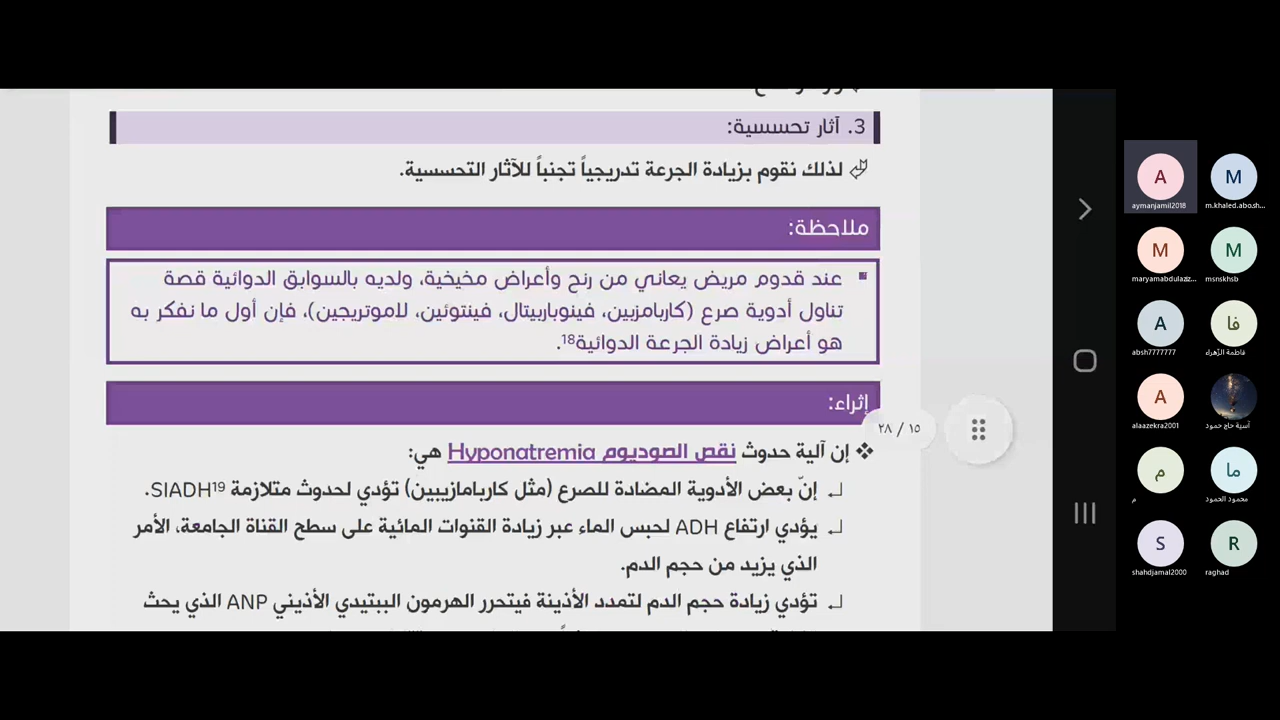 3. آثار تحسسية:
لذلك نقوم بزيادة الجرعة تدريجياً تجنباً للآثار التحسسية.
ملاحظة:
عند قدوم مريض يعاني من رنح وأعراض مخيخية، ولديه بالسوابق الدوائية قصة
تناول أدوية صرع (كاربامزبين، فينوباربيتال، فينتوئين، لاموتريجين)، فإن أول ما نفكر به
هو أعراض زيادة الجرعة الدوائية18.
إثراء:
إن آلية حدوث نقص الصوديوم Hyponatremia هي:
إنّ بعض الأدوية المضادة للصرع (مثل كاربامازيبين) تؤدي لحدوث متلازمة SIADH19.
يؤدي ارتفاع ADH لحبس الماء عبر زيادة القنوات المائية على سطح القناة الجامعة، الأمر
الذي يزيد من حجم الدم.
تؤدي زيادة حجم الدم لتمدد الأذينة فيتحرر الهرمون الببتيدي الأذيني ANP الذي يحث
١٥ / ٢٨
A
aymanjamil2018
M
m.khaled.abo.sh...
M
maryamabdulaziz...
M
msnskhsb
A
absh7777777
فا
فاطمة الزهراء
A
alaazekra2001
آسية حاج حمود
م
م
ما
محمود الحمود
S
shahdjamal2000
R
raghad